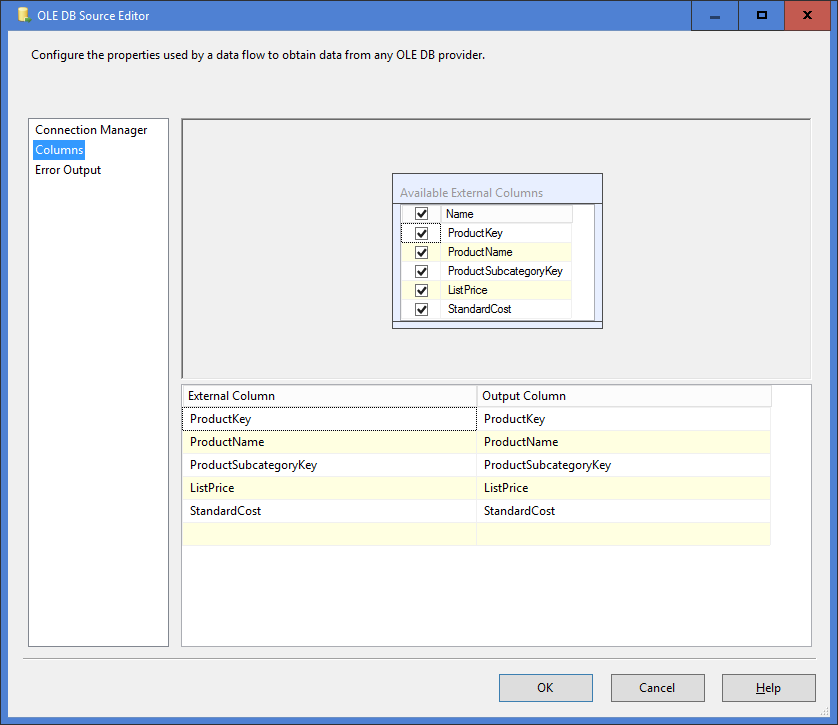 OLE DB Source Editor
Configure the properties used by a data flow to obtain data from any OLE DB provider.
Connection Manager
Columns
Error Output
Available External Columns
Name
ProductKey
ProductName
ProductSubcategoryKey
ListPrice
StandardCost
External Column Output Column
ProductKey ProductKey
ProductName ProductName
ProductSubcategoryKey ProductSubcategoryKey
ListPrice ListPrice
StandardCost StandardCost
OK Cancel Help